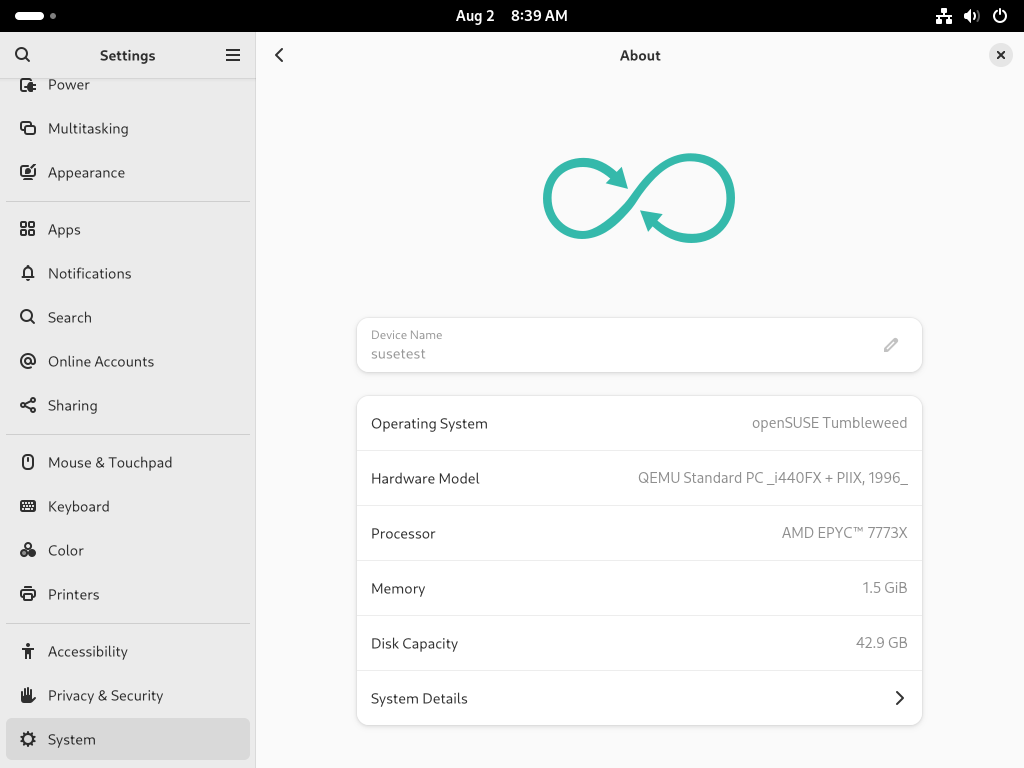 Aug 2 8:39 AM
Settings
About
Power
Multitasking
Appearance
Apps
Notifications
Search
Online Accounts
Sharing
Mouse & Touchpad
Keyboard
Color
Printers
Accessibility
Privacy & Security
System
Device Name
susetest
Operating System openSUSE Tumbleweed
Hardware Model QEMU Standard PC _i440FX + PIIX, 1996_
Processor AMD EPYC™ 7773X
Memory 1.5 GiB
Disk Capacity 42.9 GB
System Details